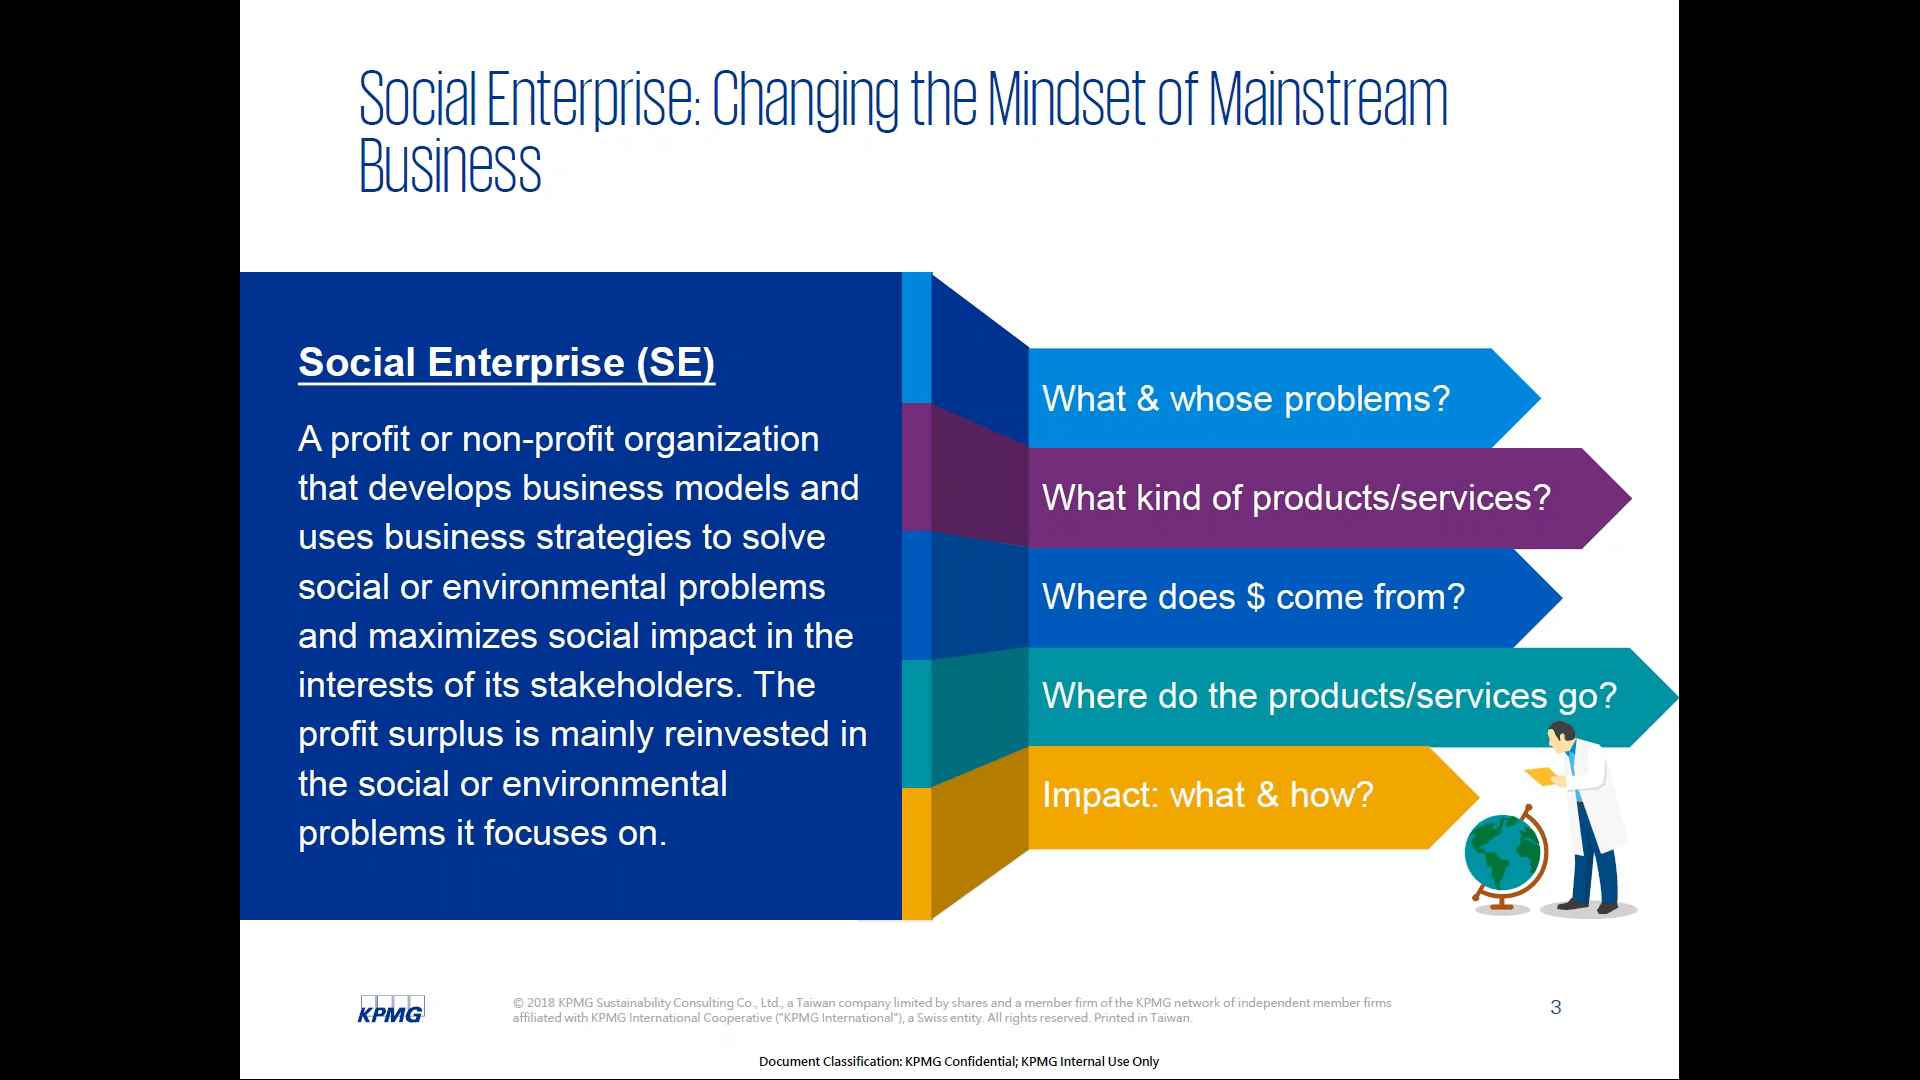 Social Enterprise: Changing the Mindset of Mainstream
Business
Social Enterprise (SE)
A profit or non-profit organization
that develops business models and
uses business strategies to solve
social or environmental problems
and maximizes social impact in the
interests of its stakeholders. The
profit surplus is mainly reinvested in
the social or environmental
problems it focuses on.
What & whose problems?
What kind of products/services?
Where does $ come from?
Where do the products/services go?
Impact: what & how?
KPMG
© 2018 KPMG Sustainability Consulting Co., Ltd., a Taiwan company limited by shares and a member firm of the KPMG network of independent member firms
affiliated with KPMG International Cooperative ("KPMG International"), a Swiss entity. All rights reserved. Printed in Taiwan.
3
Document Classification: KPMG Confidential; KPMG Internal Use Only